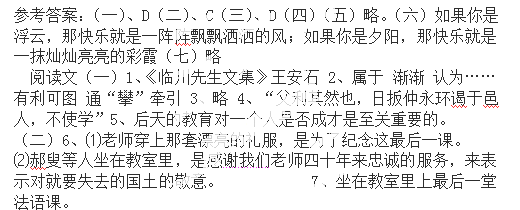 参考答案：（一）、D（二）、C（三）、D（四）（五）略。（六）如果你是
浮云，那快乐就是一阵阵飘飘洒洒的风；如果你是夕阳，那快乐就是
一抹灿灿亮亮的彩霞（七）略
阅读文（一）1、《临川先生文集》王安石 2、属于 渐渐 认为……
有利可图 通“攀”牵引 3、略 4、“父利其然也，日扳仲永环谒于邑
人，不使学”5、后天的教育对一个人是否成才是至关重要的。
（二）6、⑴老师穿上那套漂亮的礼服，是为了纪念这最后一课。
⑵郝叟等人坐在教室里，是感谢我们老师四十年来忠诚的服务，来表
示对就要失去的国土的敬意。 7、坐在教室里上最后一堂
法语课。